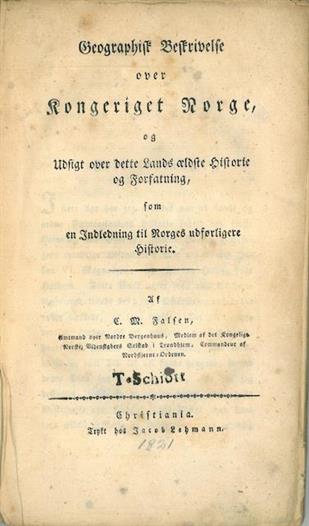 Geographisk Beskrivelse
over
Kongeriget Norge,
og
Udsigt over dette Lands ældste Historie
og Forfatning,
som
en Indledning til Norges udførligere
Historie.
Af
C. M. Falsen,
Amtmand over Nordre Bergenhuus, Medlem af det Kongelige
Norske Videnskabers Selskab i Trondhiem, Commandeur af
Nordstjerne-Ordenen.
T. Schiøtt
Christiania.
Trykt hos Jacob Lehmann.
1821